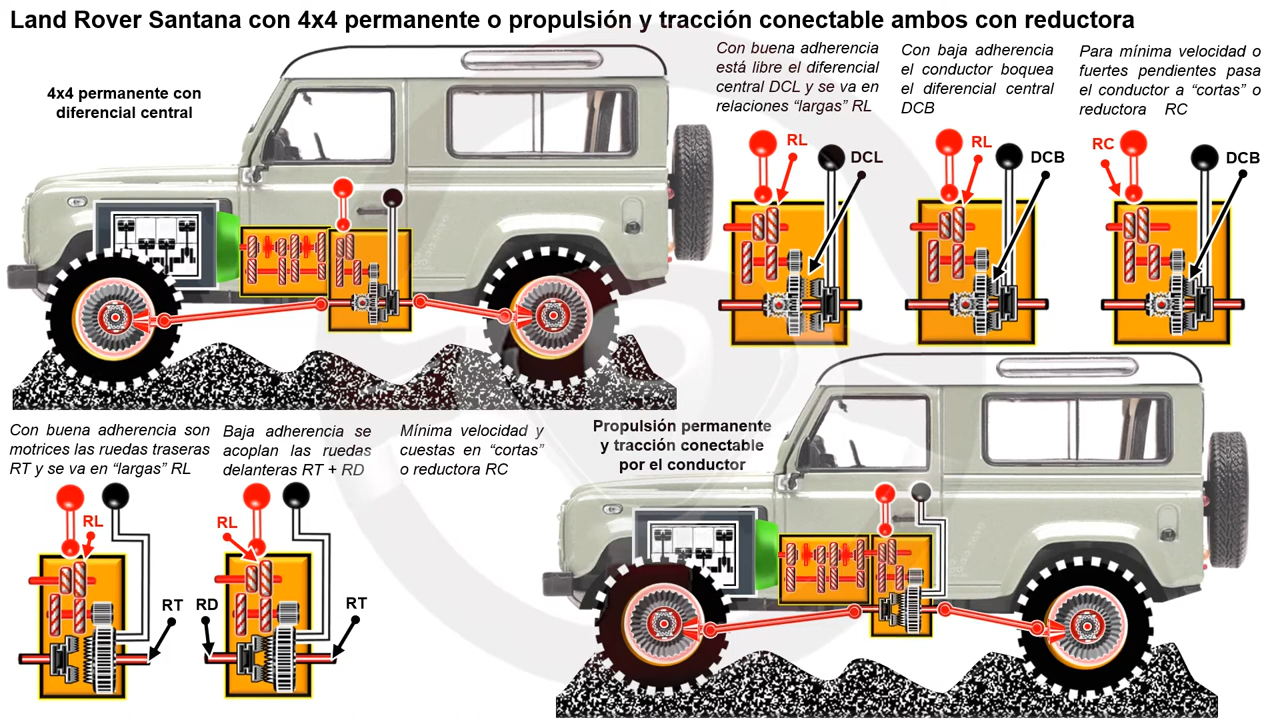 Land Rover Santana con 4x4 permanente o propulsión y tracción conectable ambos con reductora
4x4 permanente con
diferencial central
Con buena adherencia
está libre el diferencial
central DCL y se va en
relaciones “largas” RL
Con baja adherencia
el conductor boquea
el diferencial central
DCB
Para mínima velocidad o
fuertes pendientes pasa
el conductor a “cortas” o
reductora RC
RL
DCL
RL
DCB
RC
DCB
Con buena adherencia son
motrices las ruedas traseras
RT y se va en “largas” RL
Baja adherencia se
acoplan las ruedas
delanteras RT + RD
Mínima velocidad y
cuestas en “cortas”
o reductora RC
Propulsión permanente
y tracción conectable
por el conductor
RL
RT
RL
RD
RT